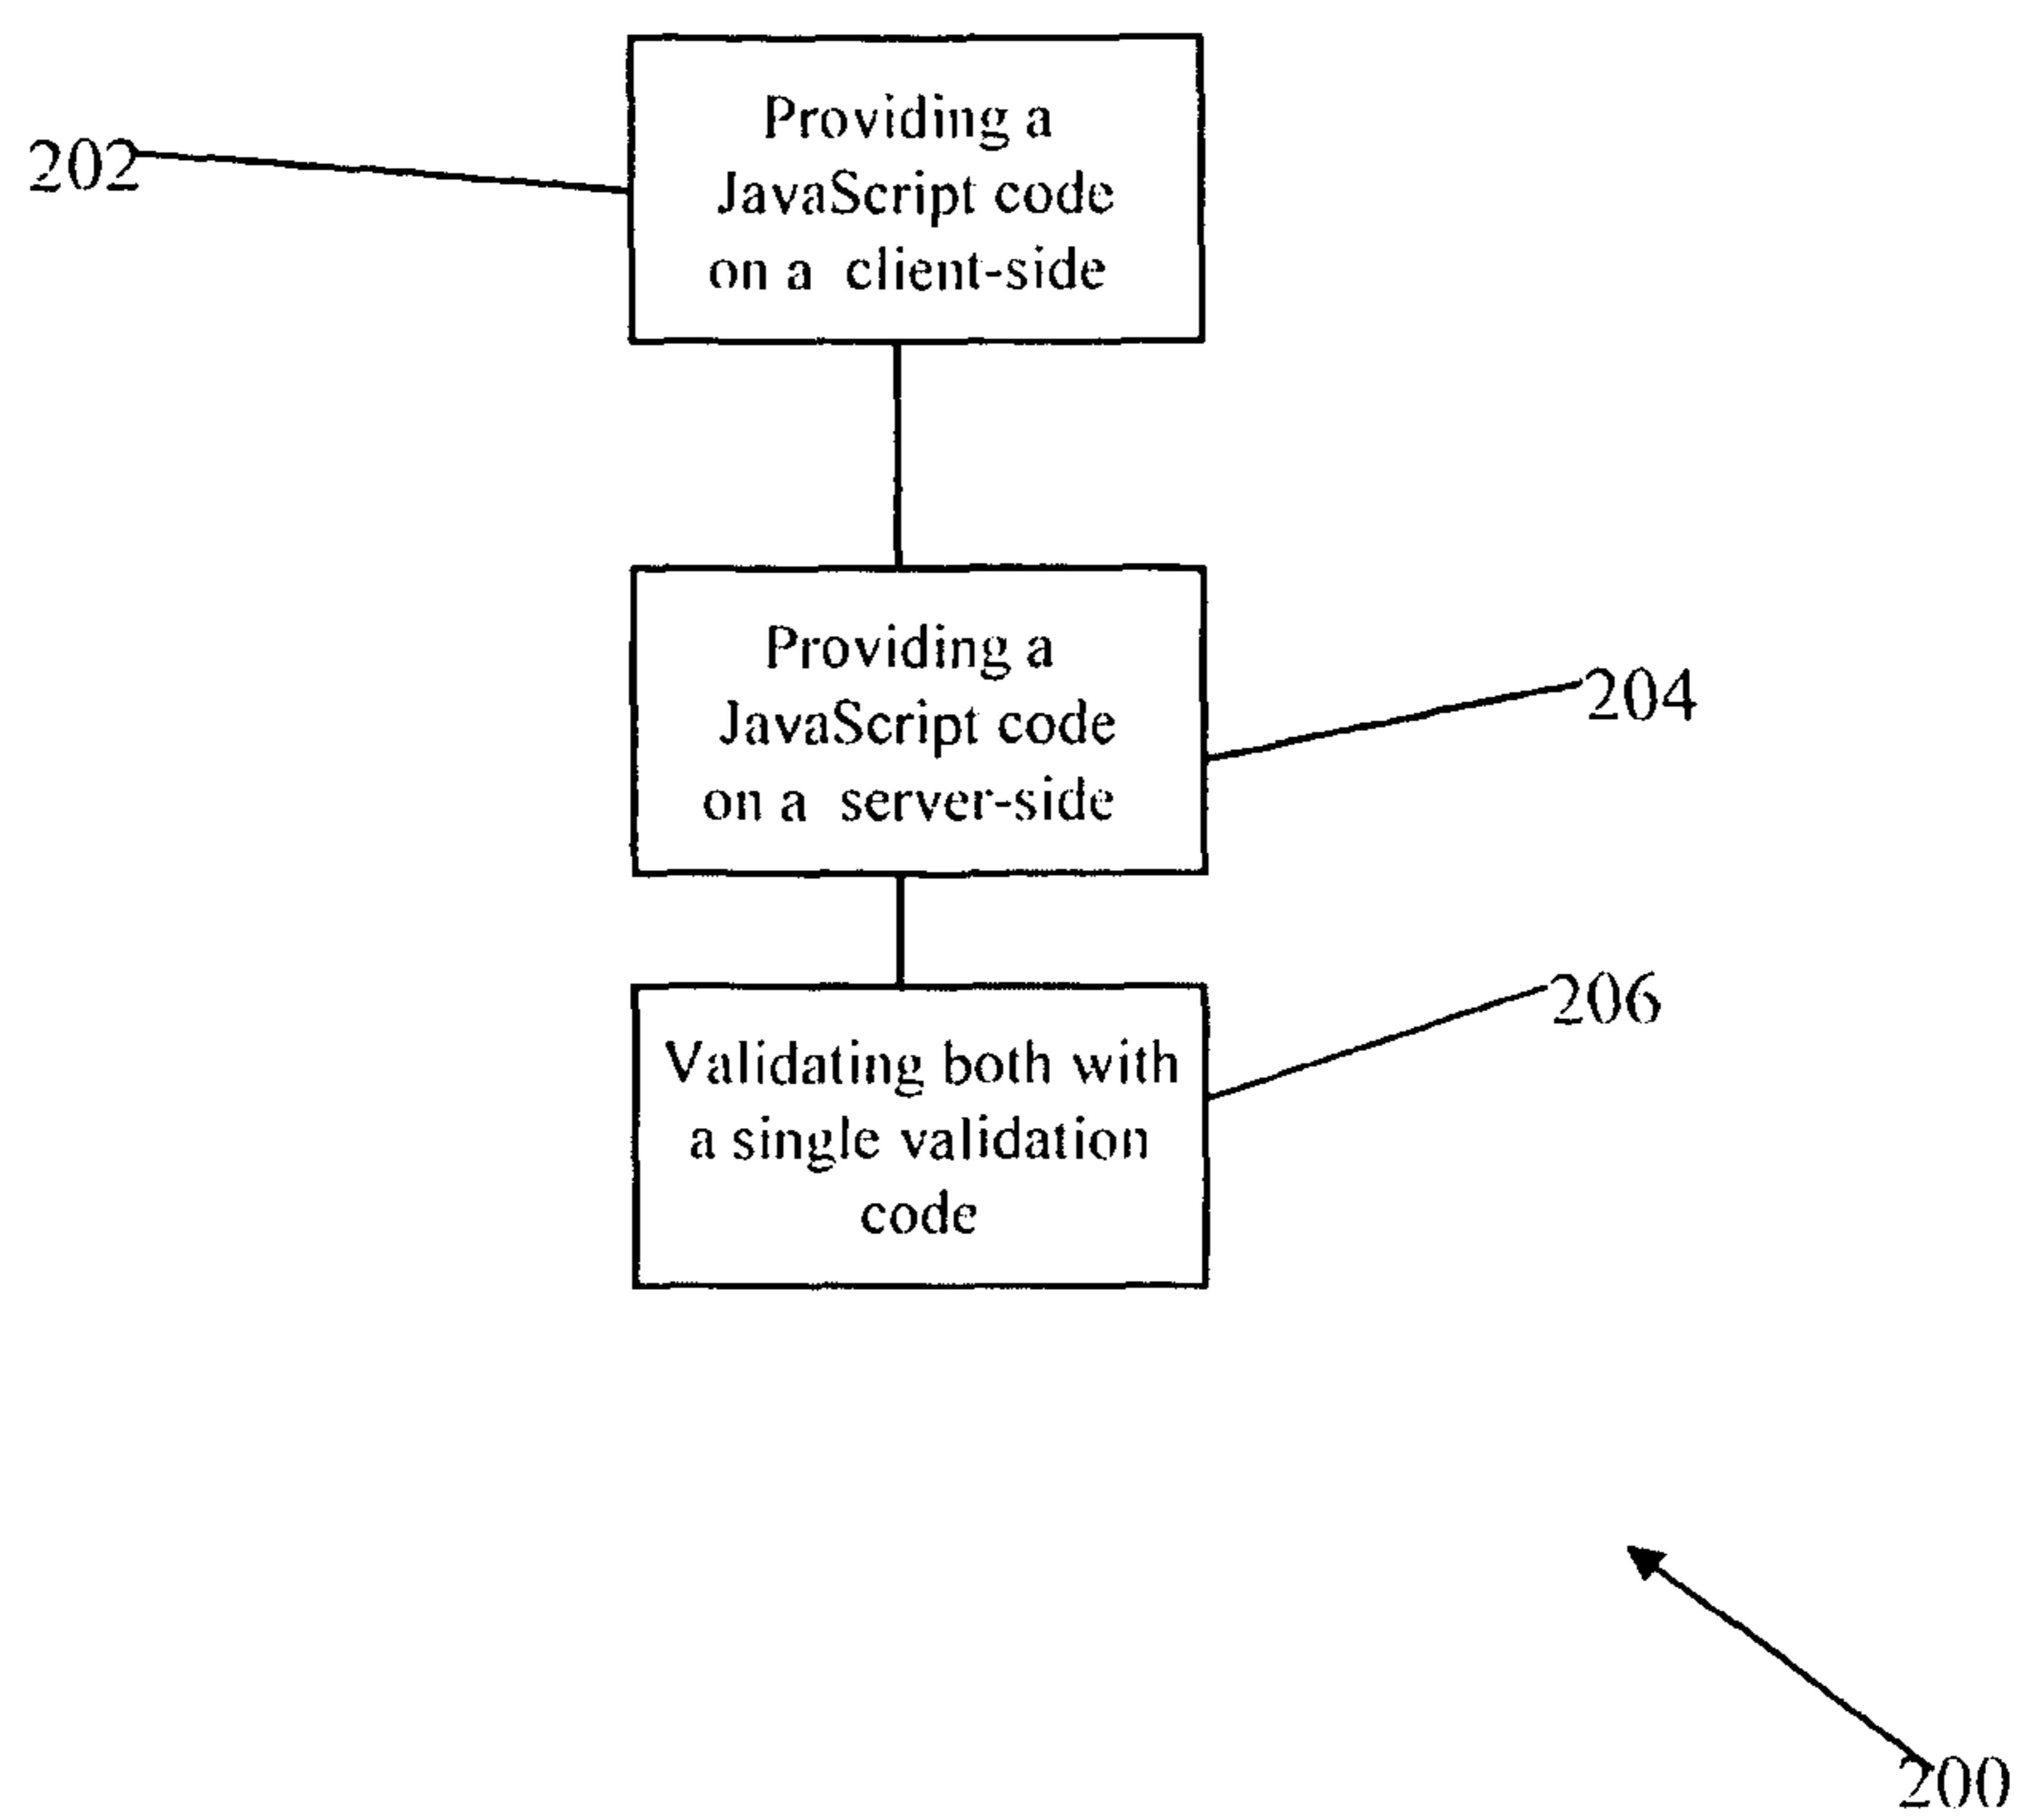 Providing a
202
JavaScript code
on a client-side
Providing a
204
JavaScript code
on a server-side
206
Validating both with
a single validation
code
200